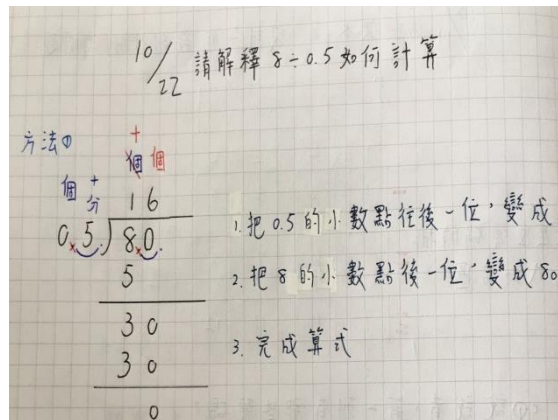 10/22 請解釋8÷0.5如何計算
方法①
十
個 個
個 十分
16
0.5.)8.0.
5
30
30
0
1.把0.5的小數點往後一位,變成
2.把8的小數點後一位,變成80
3.完成算式